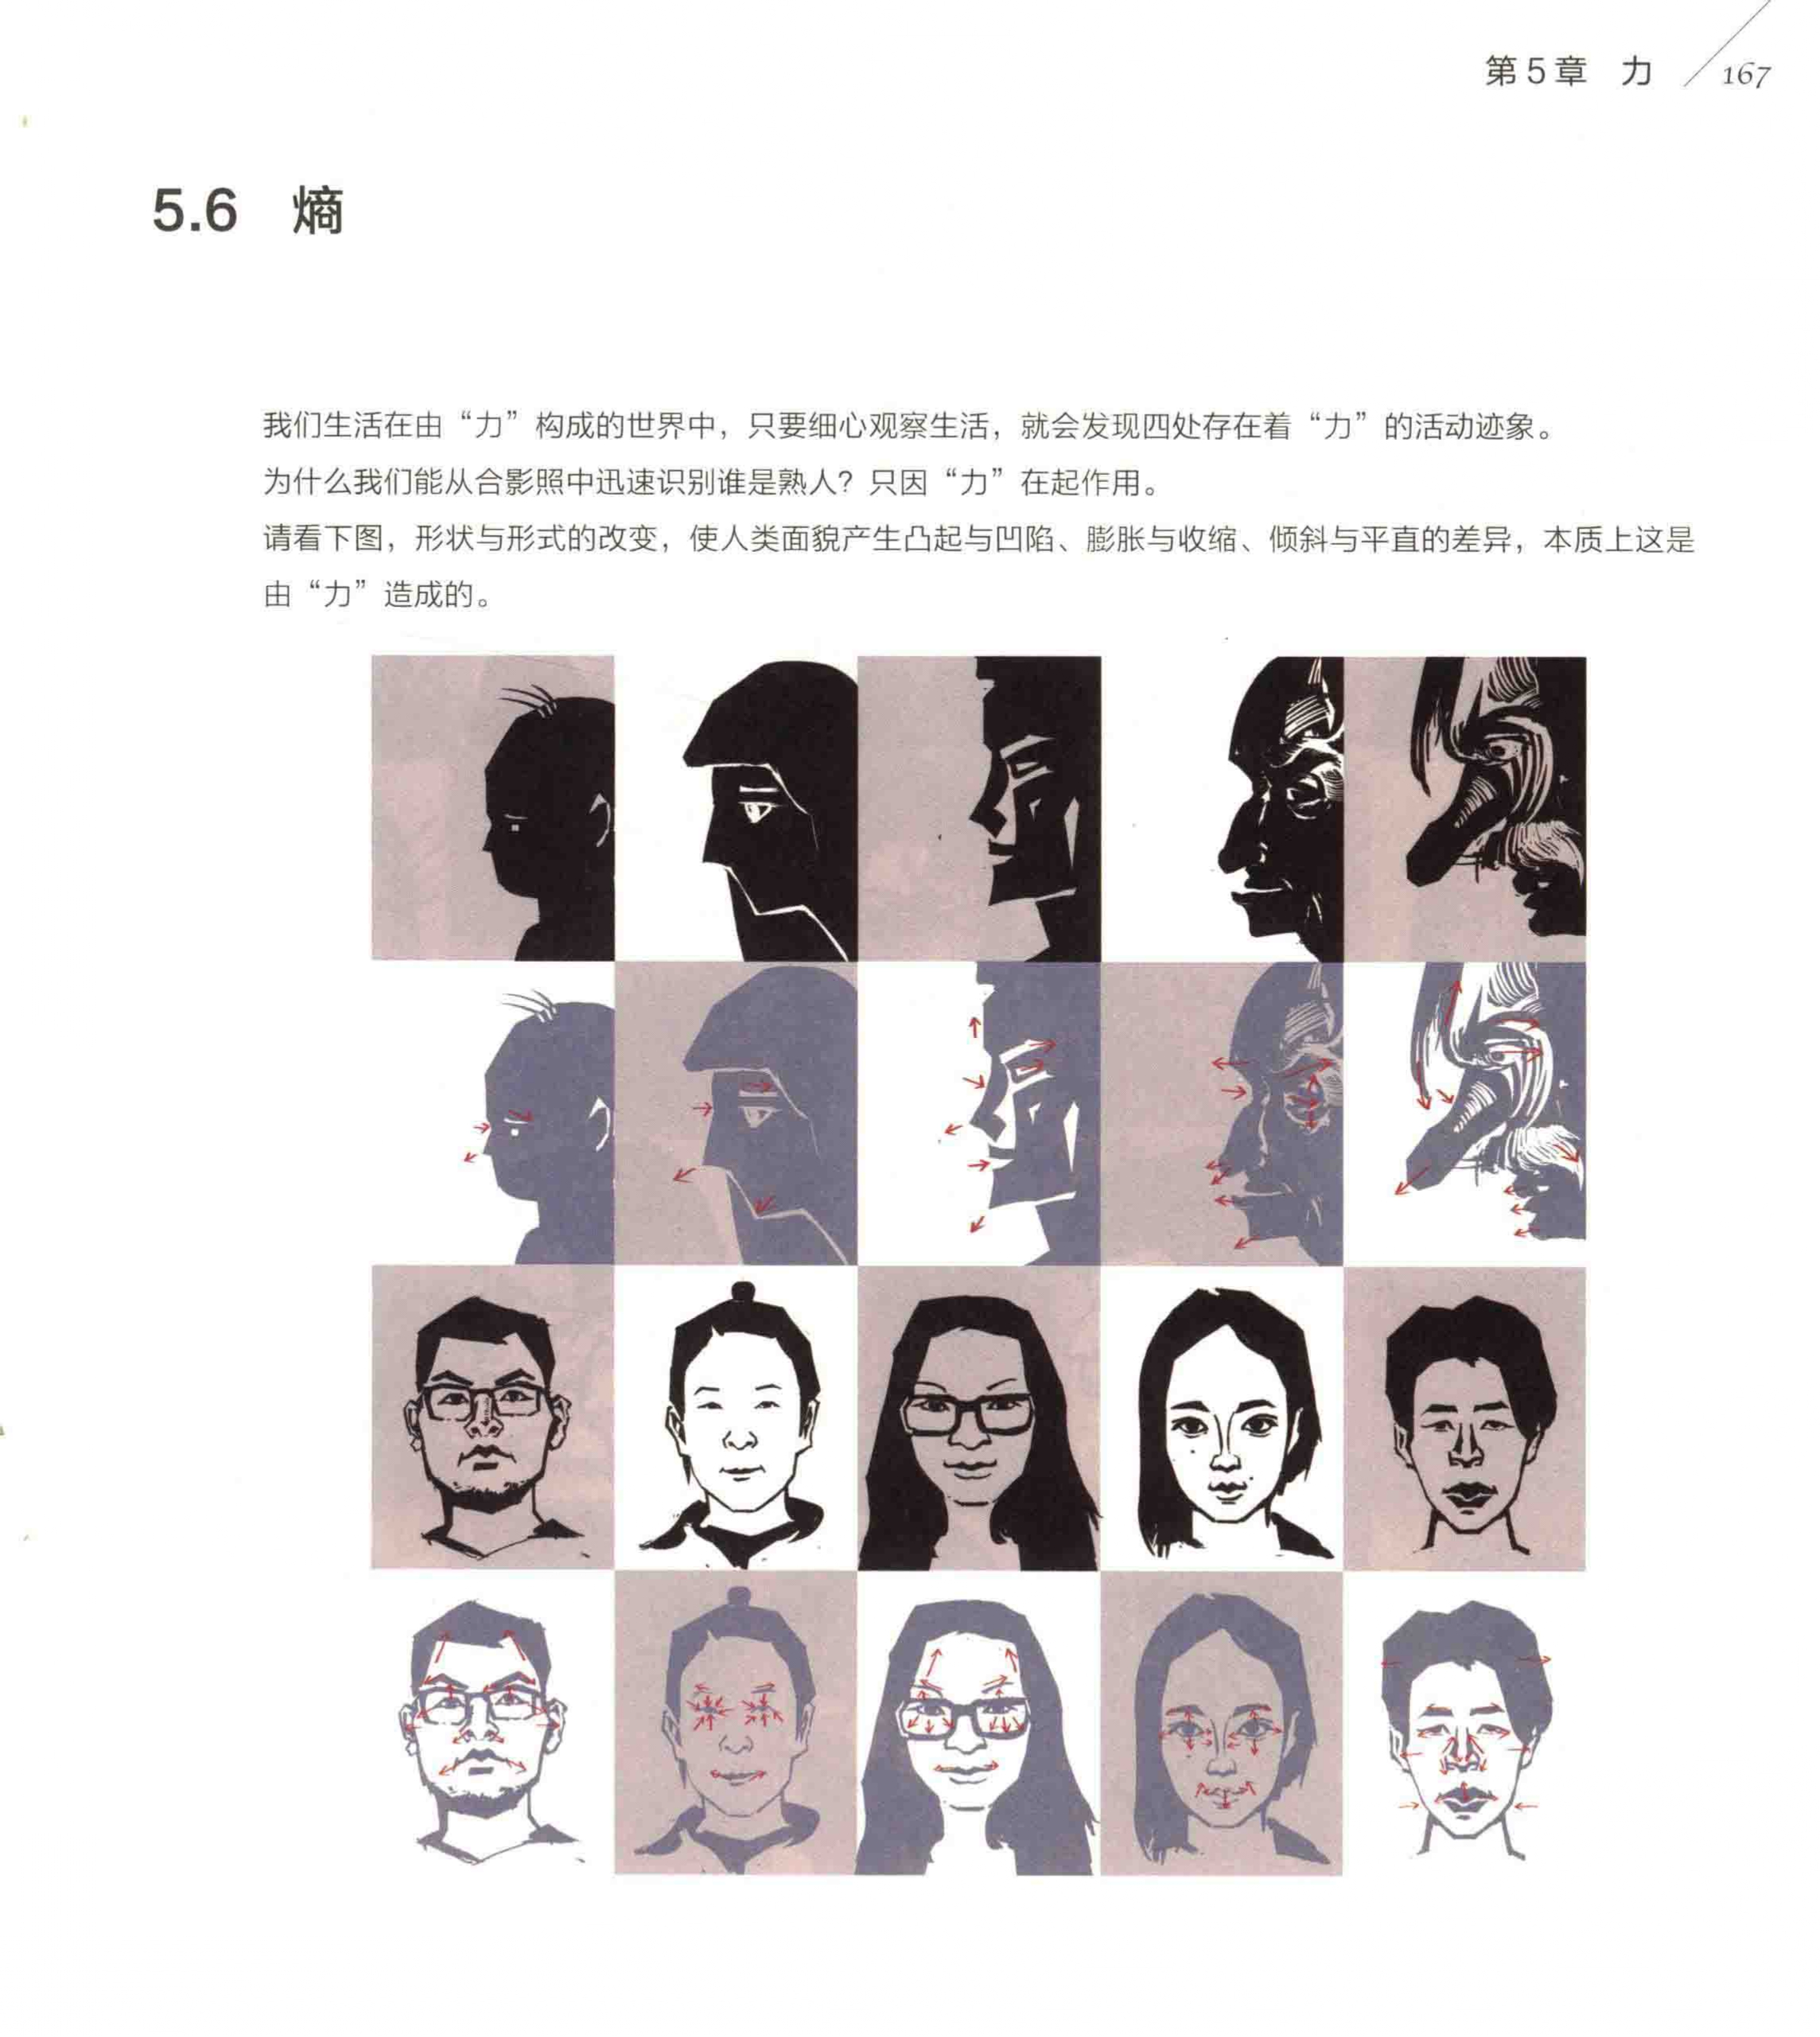 第5章 力 167
5.6 熵
我们生活在由“力”构成的世界中，只要细心观察生活，就会发现四处存在着“力”的活动迹象。
为什么我们能从合影照中迅速识别谁是熟人？只因“力”在起作用。
请看下图，形状与形式的改变，使人类面貌产生凸起与凹陷、膨胀与收缩、倾斜与平直的差异，本质上这是
由“力”造成的。